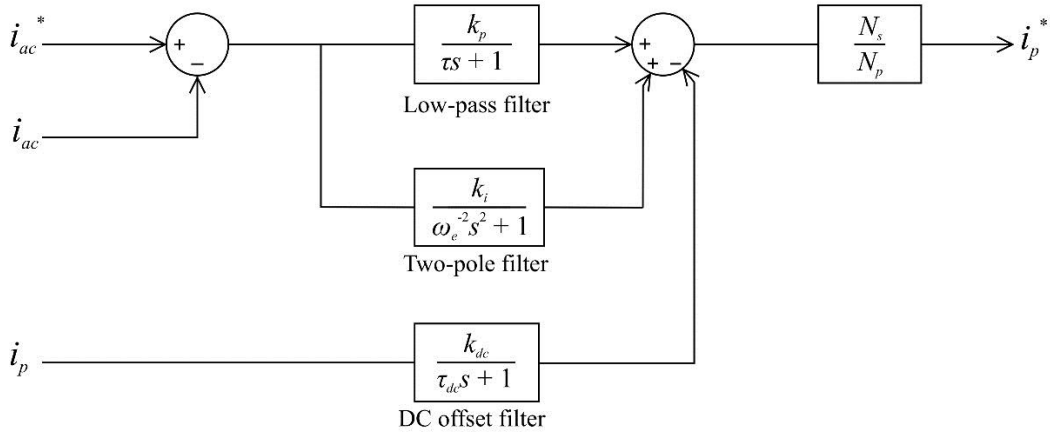 i_ac^*
+
−
k_p
τs + 1
Low-pass filter
+
+
−
N_s
N_p
i_p^*
i_ac
k_i
ω_e^-2 s^2 + 1
Two-pole filter
i_p
k_dc
τ_dc s + 1
DC offset filter